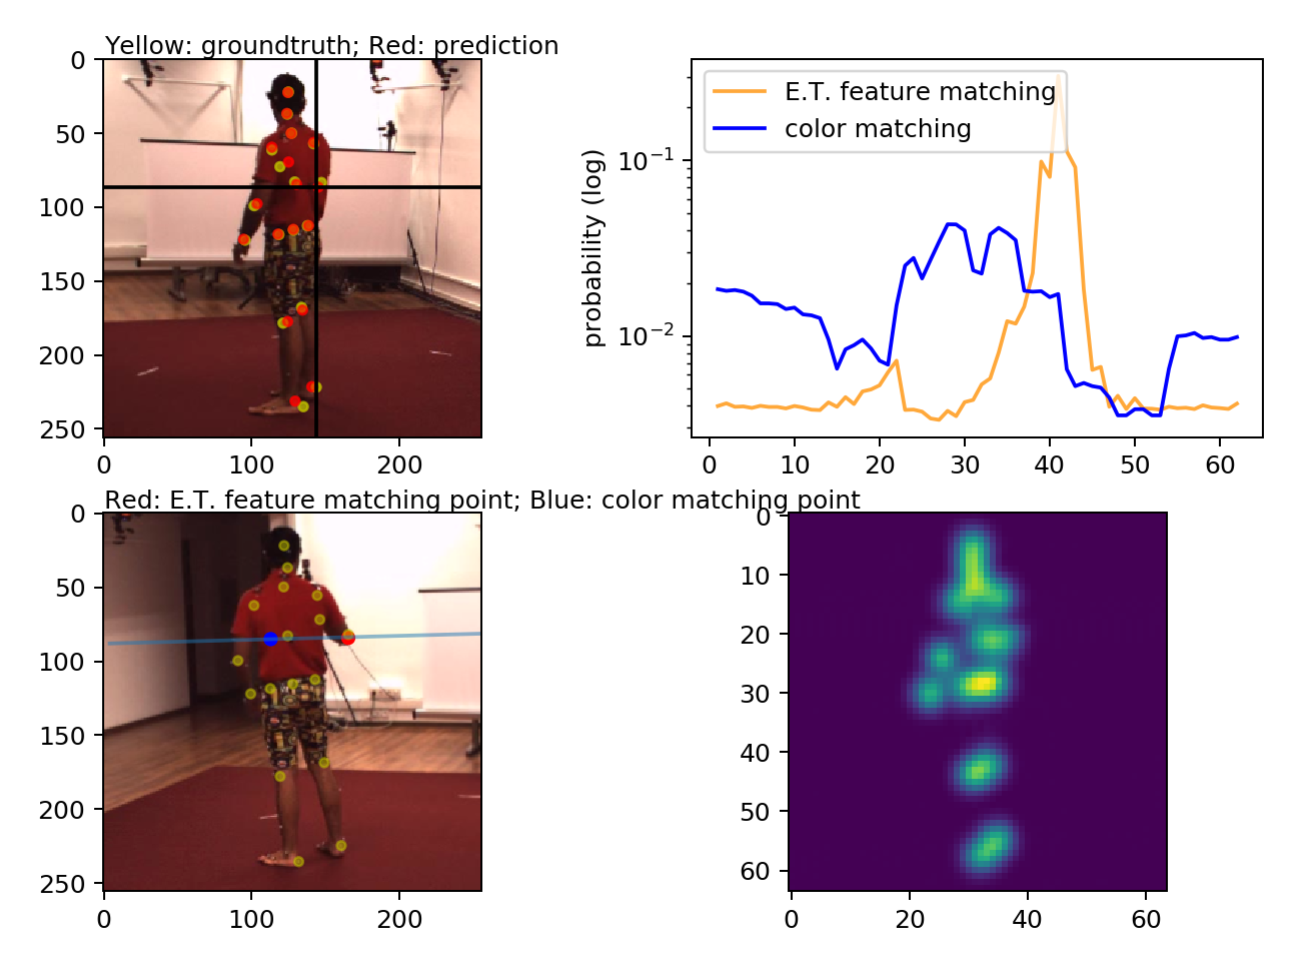 Yellow: groundtruth; Red: prediction
0
50
100
150
200
250
0 100 200
E.T. feature matching
color matching
probability (log)
10⁻¹
10⁻²
0 10 20 30 40 50 60
Red: E.T. feature matching point; Blue: color matching point
0
50
100
150
200
250
0 100 200
0
10
20
30
40
50
60
0 20 40 60